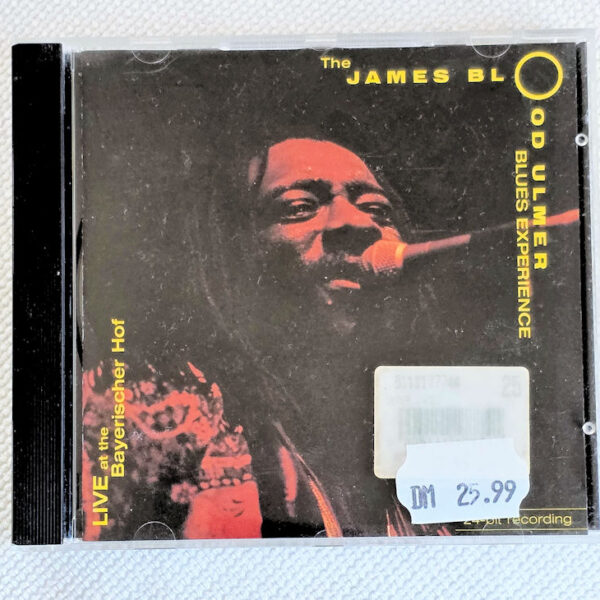 The
JAMES BLOOD ULMER
BLUES EXPERIENCE
LIVE at the
Bayerischer Hof
DM 25.99
24-bit recording